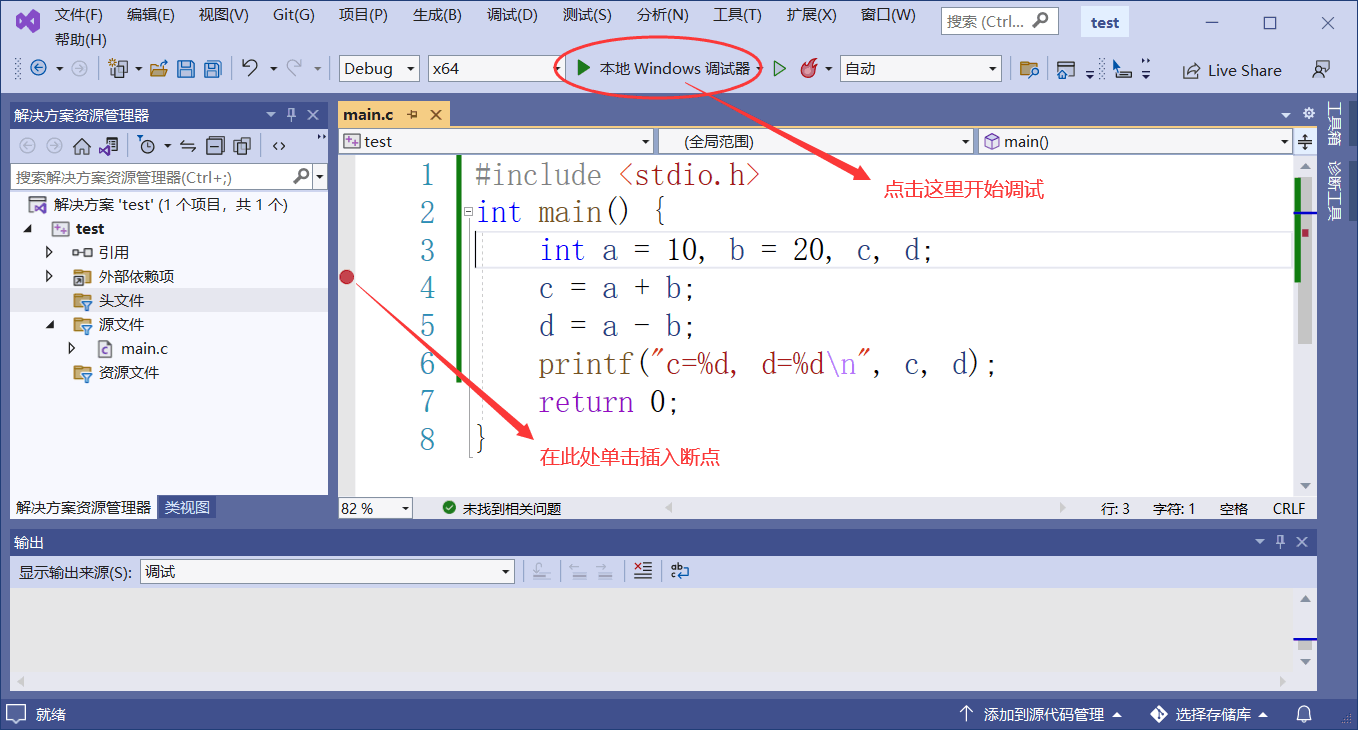 文件(F) 编辑(E) 视图(V) Git(G) 项目(P) 生成(B) 调试(D) 测试(S) 分析(N) 工具(T) 扩展(X) 窗口(W) 搜索 (Ctrl... test
帮助(H)
Debug x64 本地 Windows 调试器 自动 Live Share
解决方案资源管理器
搜索解决方案资源管理器(Ctrl+;)
解决方案 'test' (1 个项目，共 1 个)
test
引用
外部依赖项
头文件
源文件
main.c
资源文件
解决方案资源管理器 类视图
main.c
test (全局范围) main()
1 #include <stdio.h>
2 int main() {
3 int a = 10, b = 20, c, d;
4 c = a + b;
5 d = a - b;
6 printf("c=%d, d=%d\n", c, d);
7 return 0;
8 }
点击这里开始调试
在此处单击插入断点
82 % 未找到相关问题 行: 3 字符: 1 空格 CRLF
工具箱
诊断工具
输出
显示输出来源(S): 调试
就绪 添加到源代码管理 选择存储库